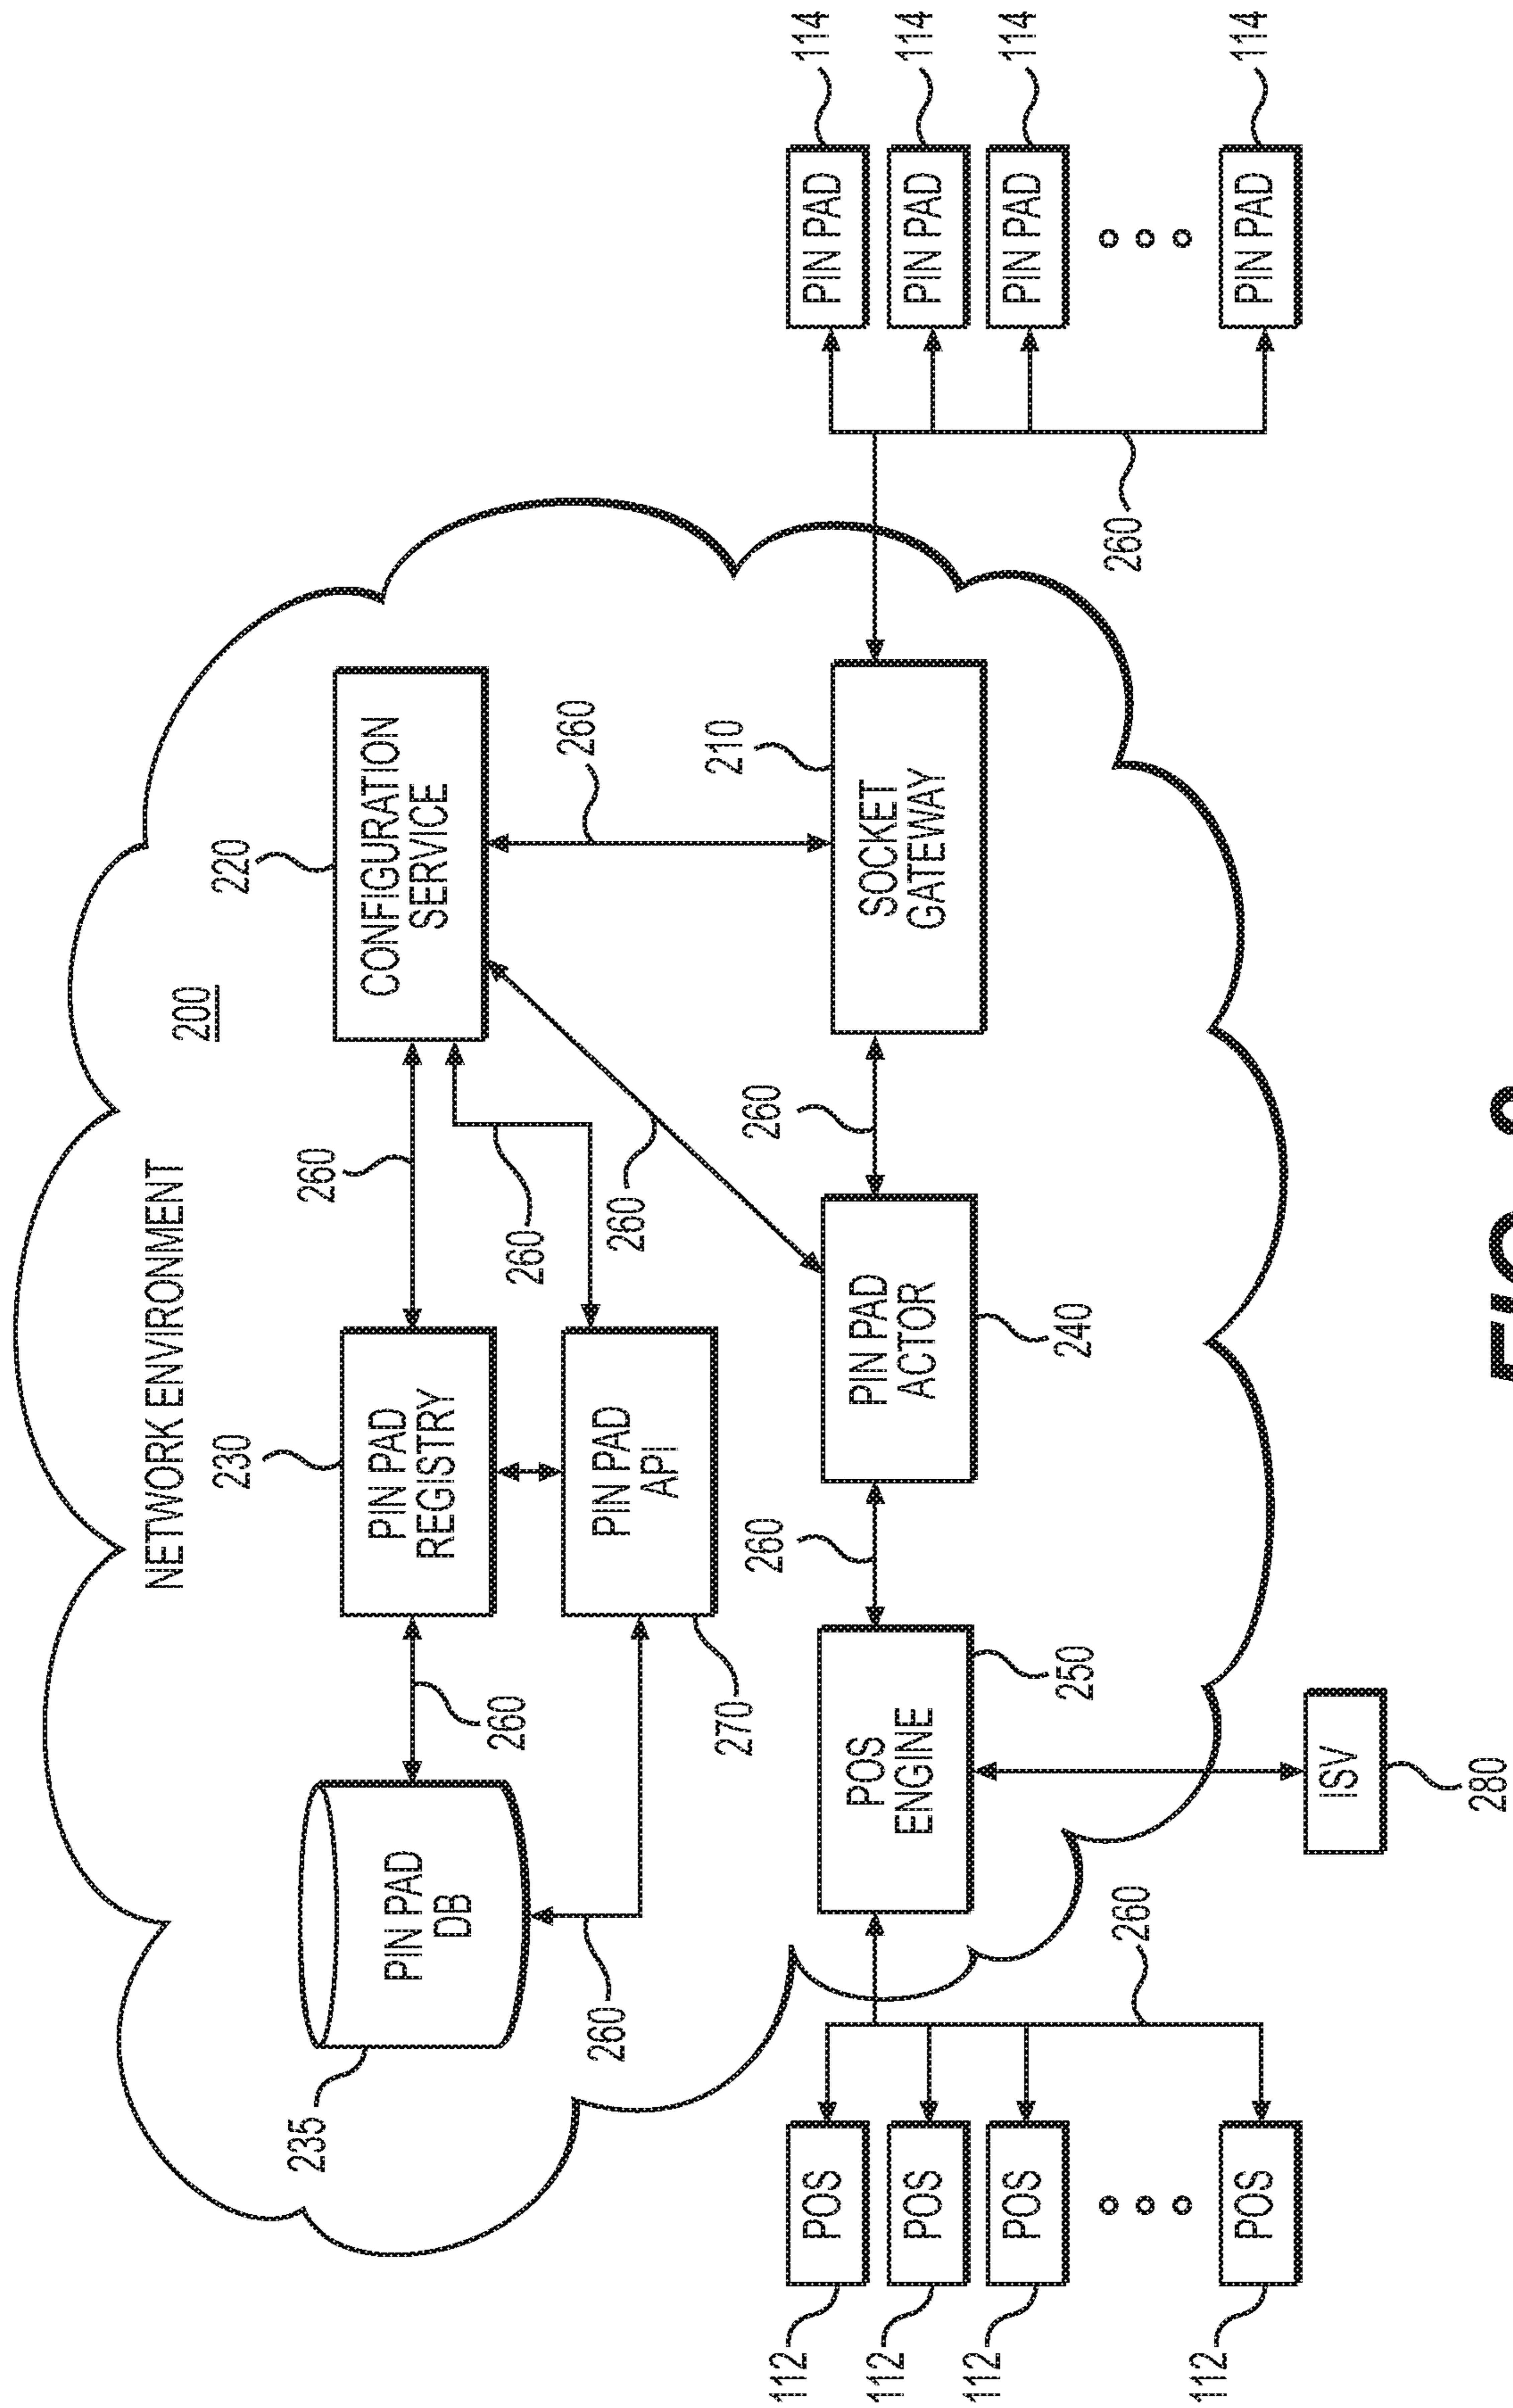 NETWORK ENVIRONMENT
200
235
PIN PAD
DB
260
260
230
PIN PAD
REGISTRY
PIN PAD
API
270
260
260
260
220
CONFIGURATION
SERVICE
260
210
SOCKET
GATEWAY
260
PIN PAD
ACTOR
240
260
POS
ENGINE
250
ISV
280
260
112
POS
112
POS
112
POS
112
POS
260
PIN PAD
114
PIN PAD
114
PIN PAD
114
PIN PAD
114